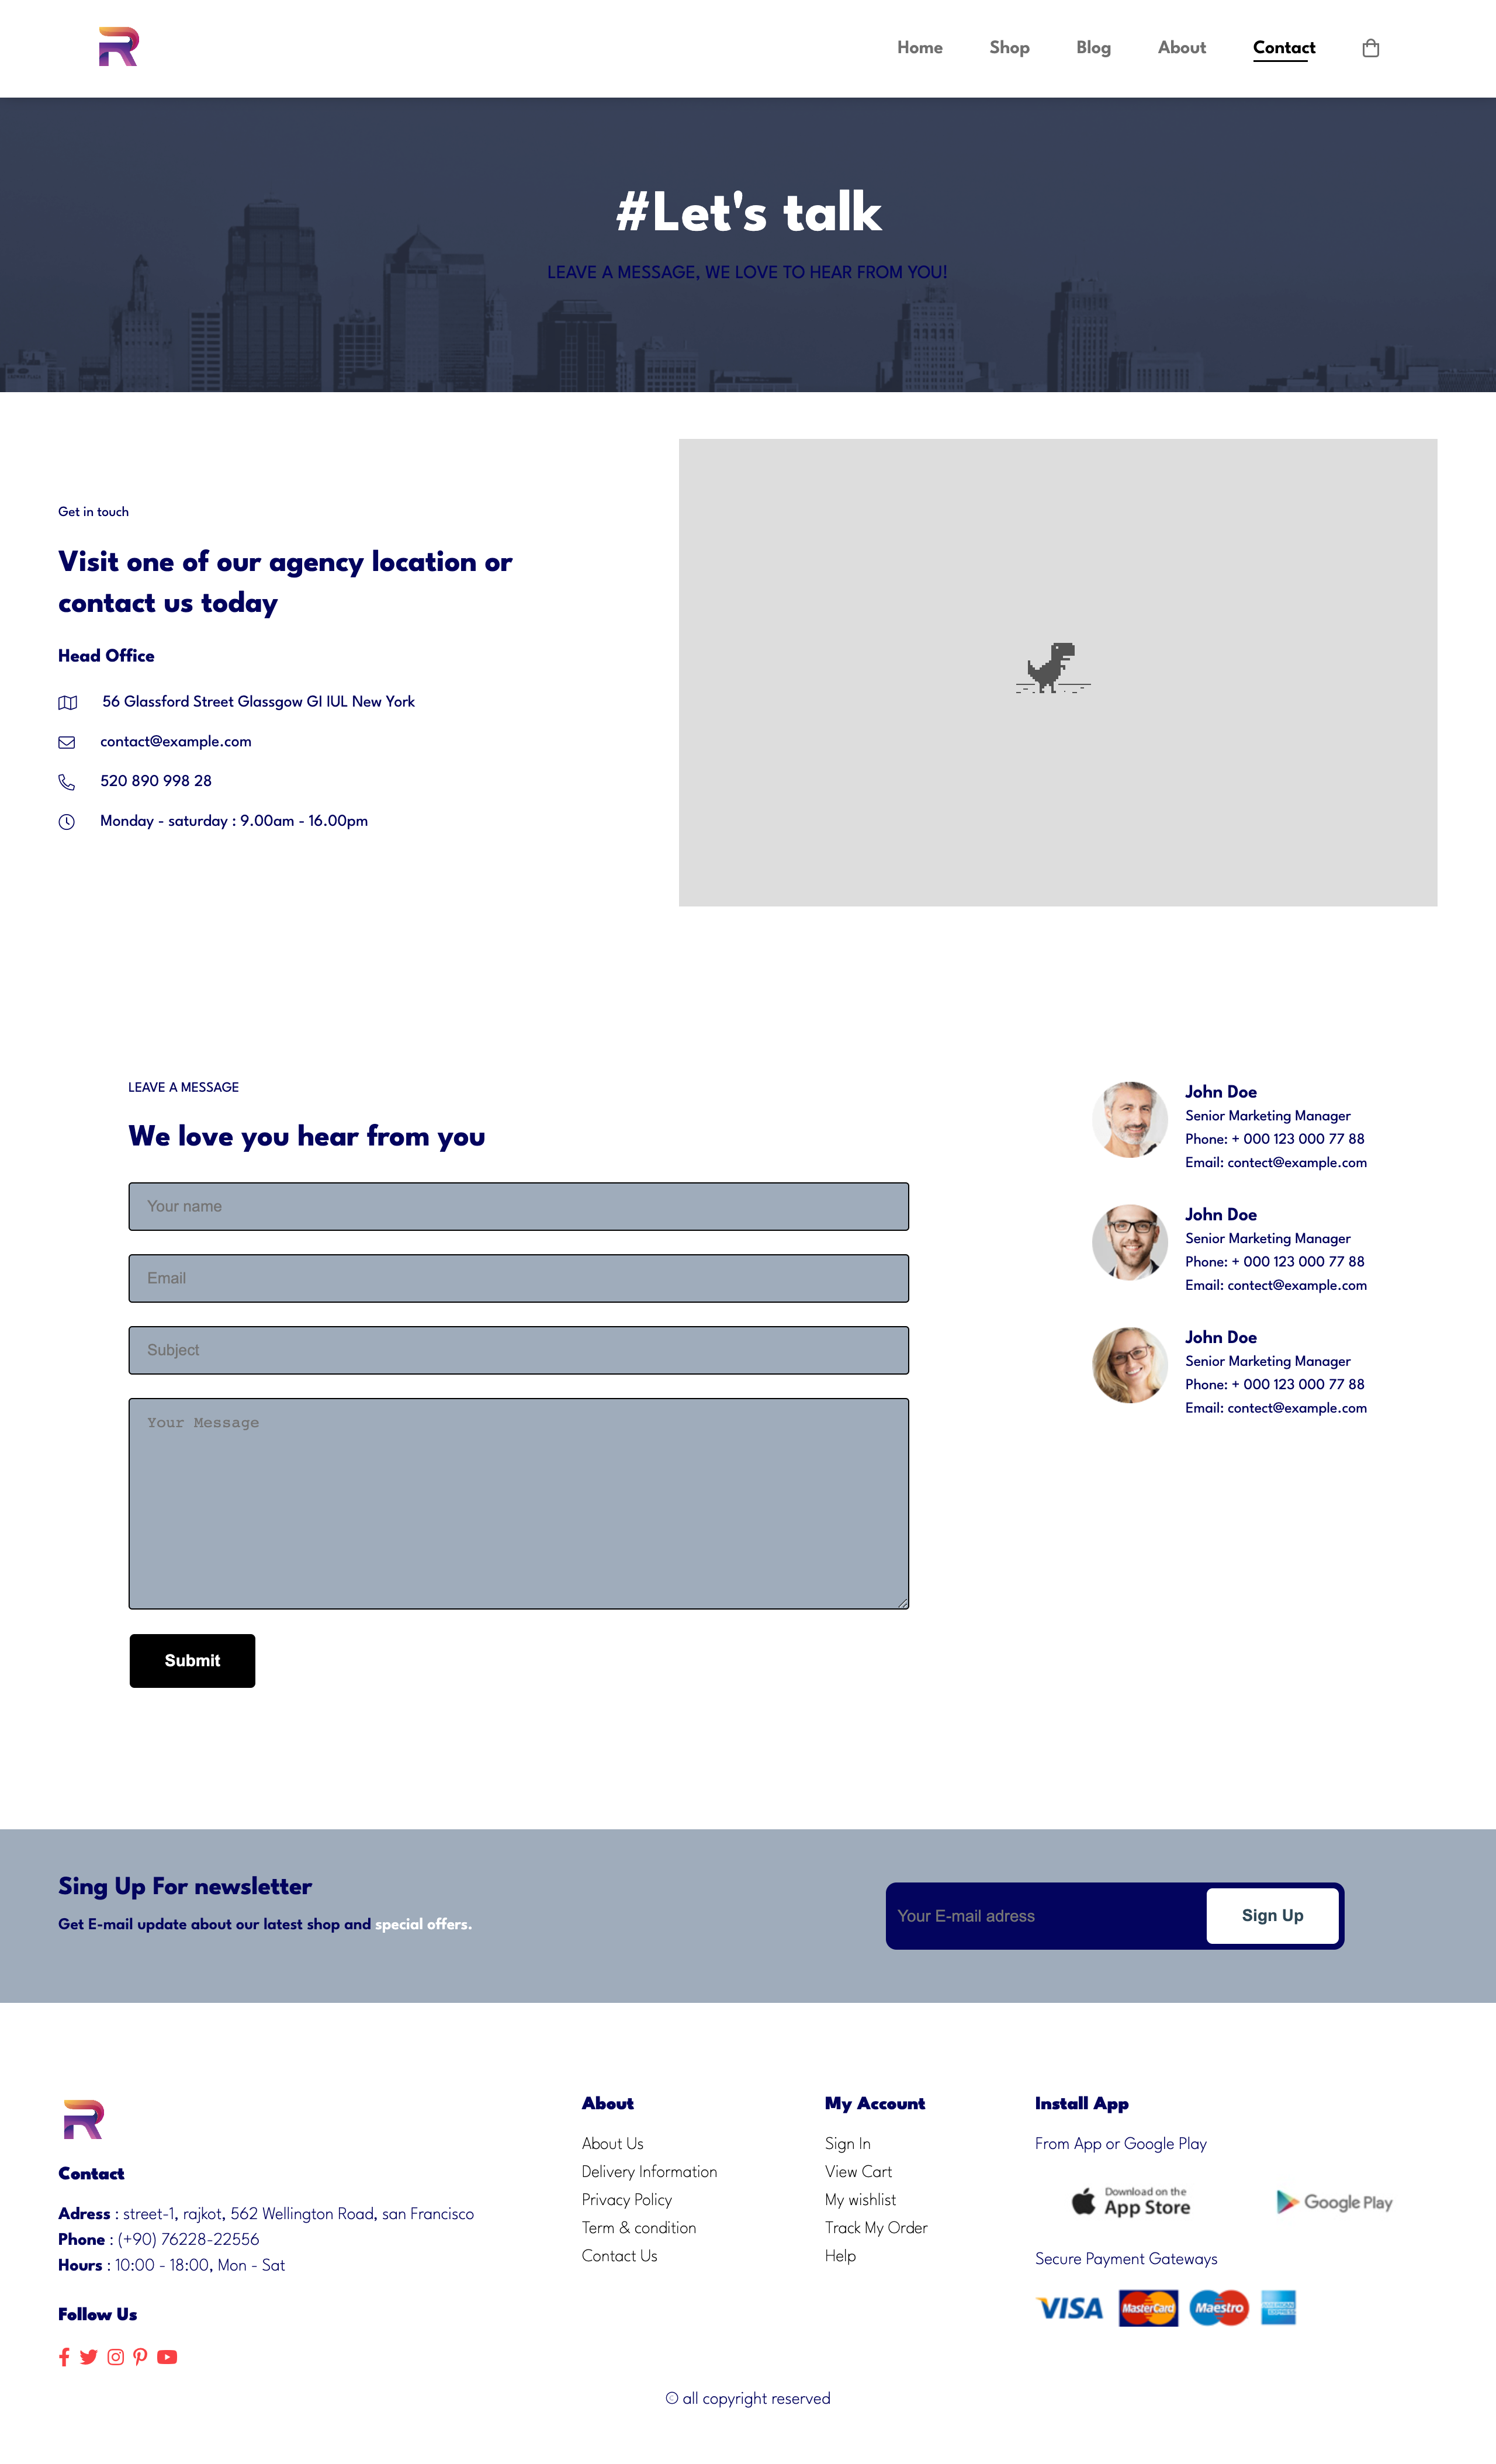 R
Home Shop Blog About Contact
#Let's talk
LEAVE A MESSAGE, WE LOVE TO HEAR FROM YOU!
Get in touch
Visit one of our agency location or
contact us today
Head Office
56 Glassford Street Glassgow GI IUL New York
contact@example.com
520 890 998 28
Monday - saturday : 9.00am - 16.00pm
LEAVE A MESSAGE
We love you hear from you
Your name
Email
Subject
Your Message
Submit
John Doe
Senior Marketing Manager
Phone: + 000 123 000 77 88
Email: contect@example.com
John Doe
Senior Marketing Manager
Phone: + 000 123 000 77 88
Email: contect@example.com
John Doe
Senior Marketing Manager
Phone: + 000 123 000 77 88
Email: contect@example.com
Sing Up For newsletter
Get E-mail update about our latest shop and special offers.
Your E-mail adress
Sign Up
R
Contact
Adress : street-1, rajkot, 562 Wellington Road, san Francisco
Phone : (+90) 76228-22556
Hours : 10:00 - 18:00, Mon - Sat
Follow Us
About
About Us
Delivery Information
Privacy Policy
Term & condition
Contact Us
My Account
Sign In
View Cart
My wishlist
Track My Order
Help
Install App
From App or Google Play
Download on the
App Store
Google Play
Secure Payment Gateways
VISA
MasterCard
Maestro
AMERICAN
EXPRESS
© all copyright reserved